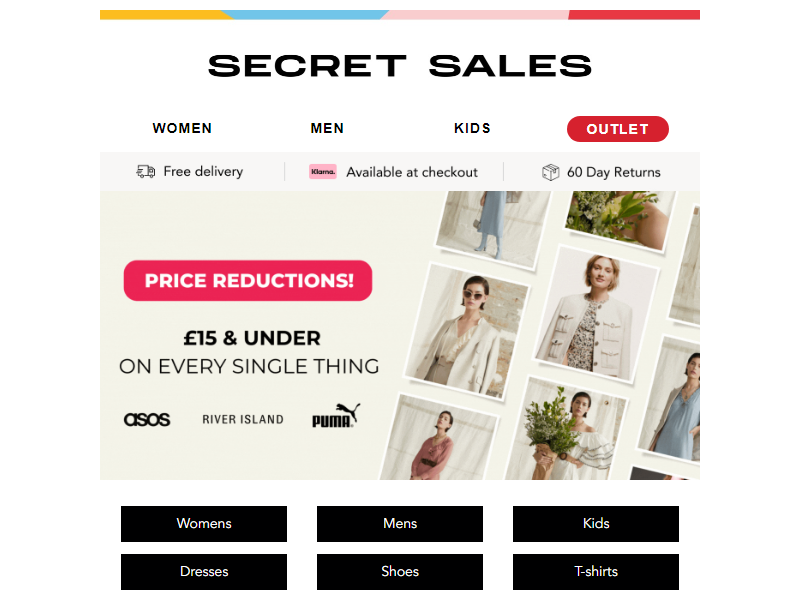 SECRET SALES
WOMEN MEN KIDS OUTLET
Free delivery Klarna. Available at checkout 60 Day Returns
PRICE REDUCTIONS!
£15 & UNDER
ON EVERY SINGLE THING
asos RIVER ISLAND PUMA
Womens Mens Kids
Dresses Shoes T-shirts